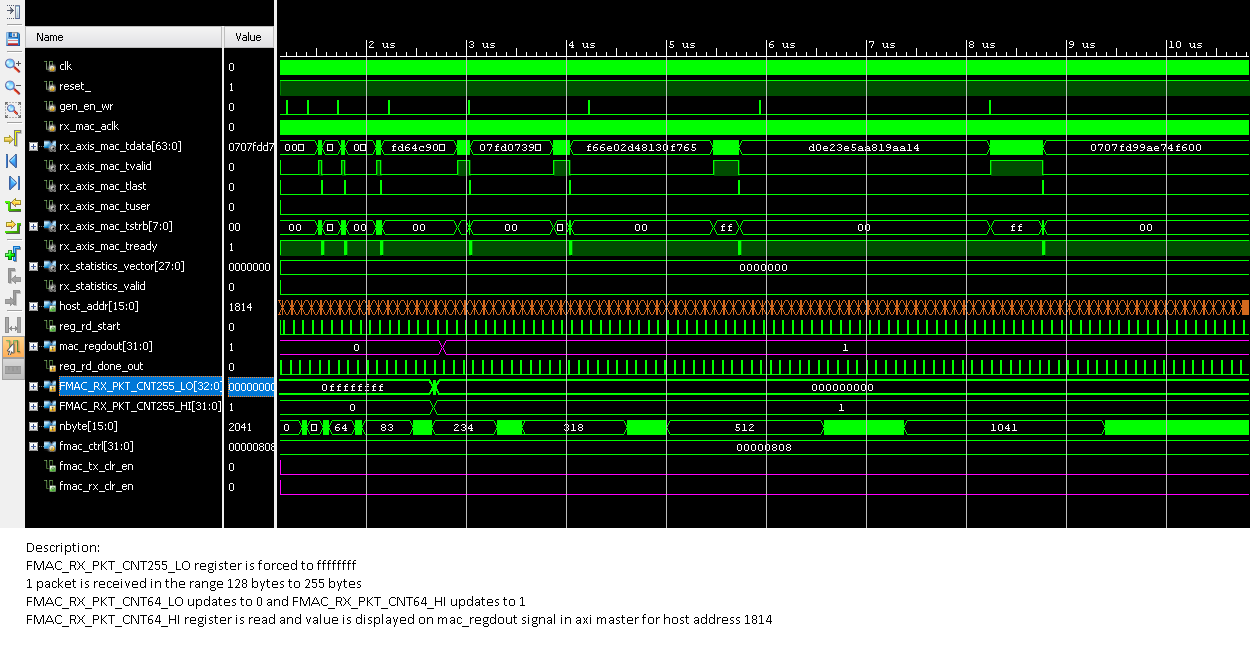 Name Value
2 us 3 us 4 us 5 us 6 us 7 us 8 us 9 us 10 us
clk 0
reset_ 1
gen_en_wr 0
rx_mac_aclk 0
rx_axis_mac_tdata[63:0] 0707fdd7 00 0 fd64c90 07fd0739 f66e02d48130f765 d0e23e5aa819aa14 0707fd99ae74f600
rx_axis_mac_tvalid 0
rx_axis_mac_tlast 0
rx_axis_mac_tuser 0
rx_axis_mac_tstrb[7:0] 00 00 00 00 00 00 ff 00 ff 00
rx_axis_mac_tready 1
rx_statistics_vector[27:0] 0000000 0000000
rx_statistics_valid 0
host_addr[15:0] 1814
reg_rd_start 0
mac_regdout[31:0] 1 0 1
reg_rd_done_out 0
FMAC_RX_PKT_CNT255_LO[32:0] 00000000 0ffffffff 000000000
FMAC_RX_PKT_CNT255_HI[31:0] 1 0 1
nbyte[15:0] 2041 0 64 83 234 318 512 1041
fmac_ctrl[31:0] 00000808 00000808
fmac_tx_clr_en 0
fmac_rx_clr_en 0
Description:
FMAC_RX_PKT_CNT255_LO register is forced to ffffffff
1 packet is received in the range 128 bytes to 255 bytes
FMAC_RX_PKT_CNT64_LO updates to 0 and FMAC_RX_PKT_CNT64_HI updates to 1
FMAC_RX_PKT_CNT64_HI register is read and value is displayed on mac_regdout signal in axi master for host address 1814